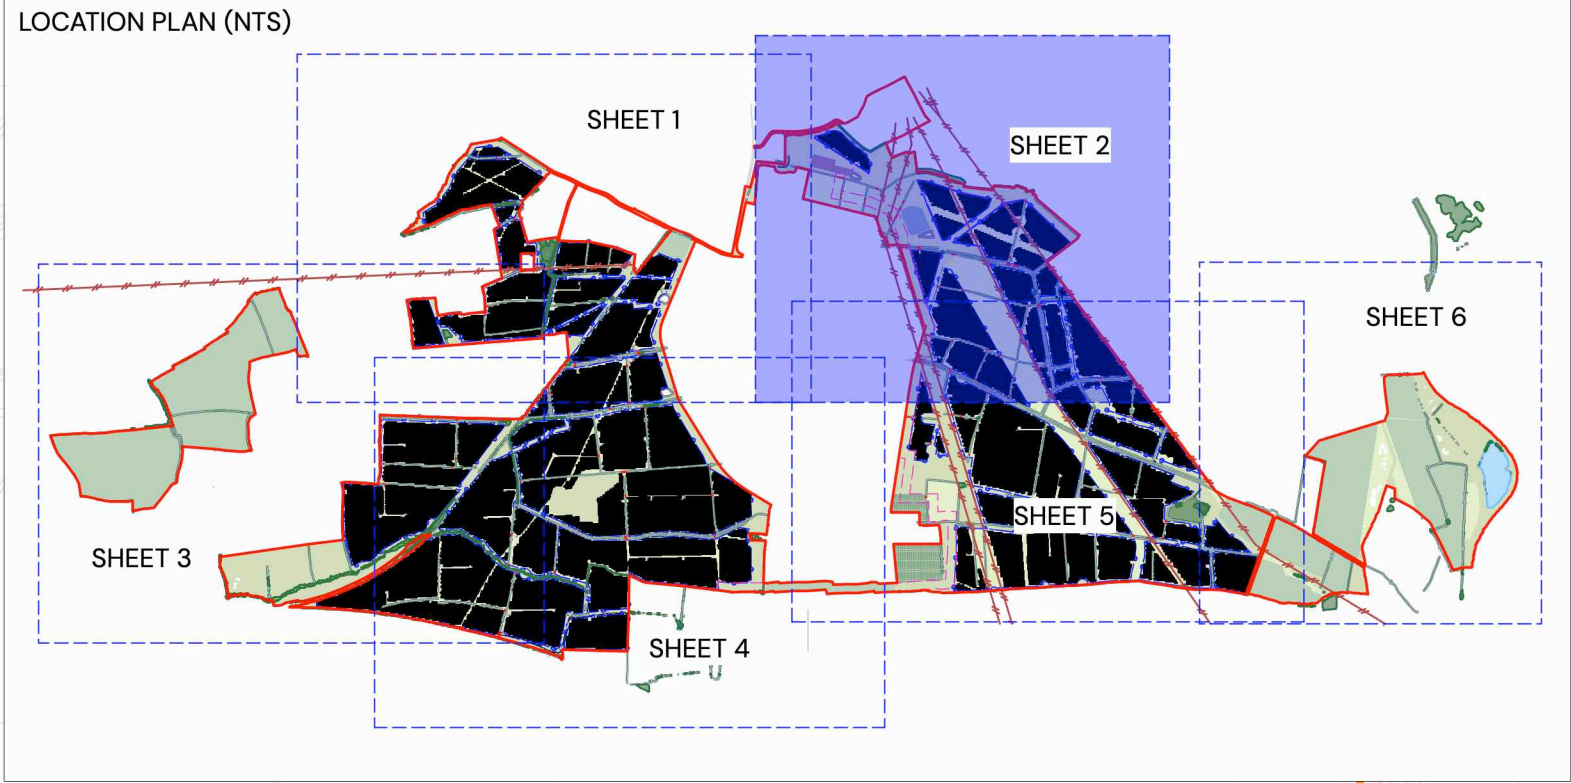 LOCATION PLAN (NTS)
SHEET 1
SHEET 2
SHEET 6
SHEET 5
SHEET 3
SHEET 4